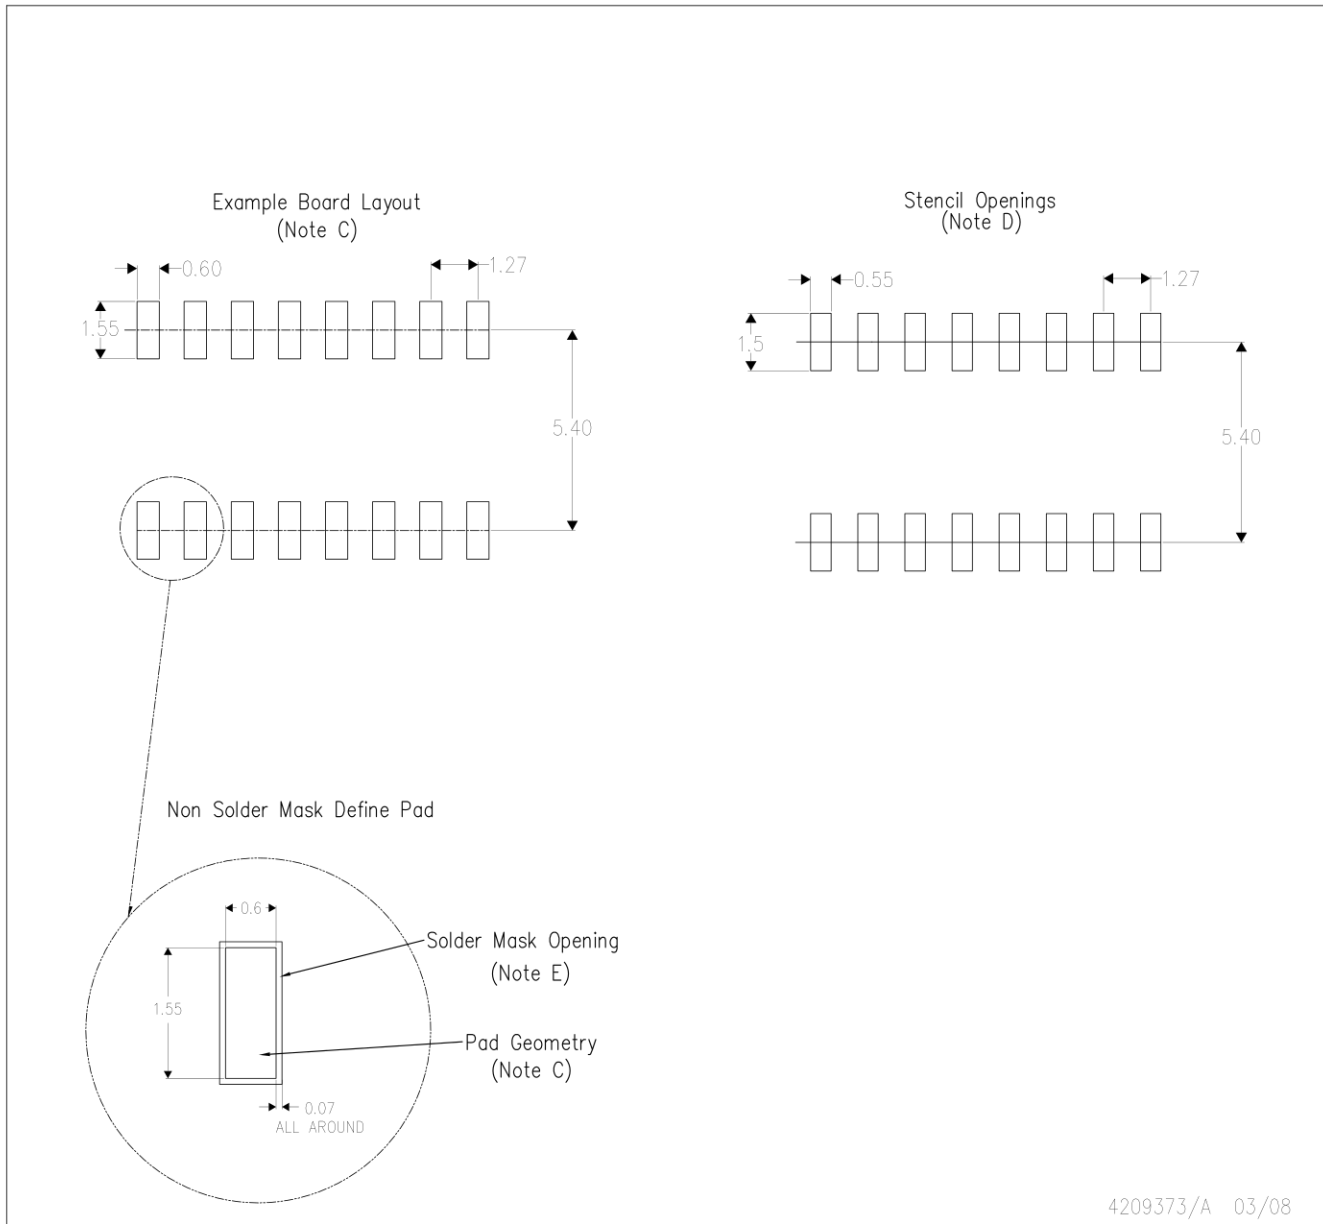 Example Board Layout
(Note C)
0.60
1.27
1.55
5.40
Stencil Openings
(Note D)
0.55
1.27
1.5
5.40
Non Solder Mask Define Pad
0.6
1.55
Solder Mask Opening
(Note E)
Pad Geometry
(Note C)
0.07
ALL AROUND
4209373/A 03/08